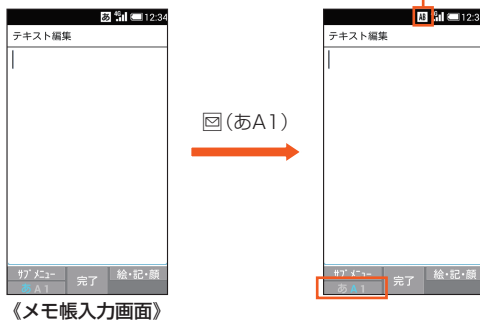 あ 4G 12:34
テキスト編集
サブメニュー 完了 絵・記・顔
あA1
《メモ帳入力画面》
(あA1)
AB 12:3
テキスト編集
サブメニュー 完了 絵・記・顔
あA1